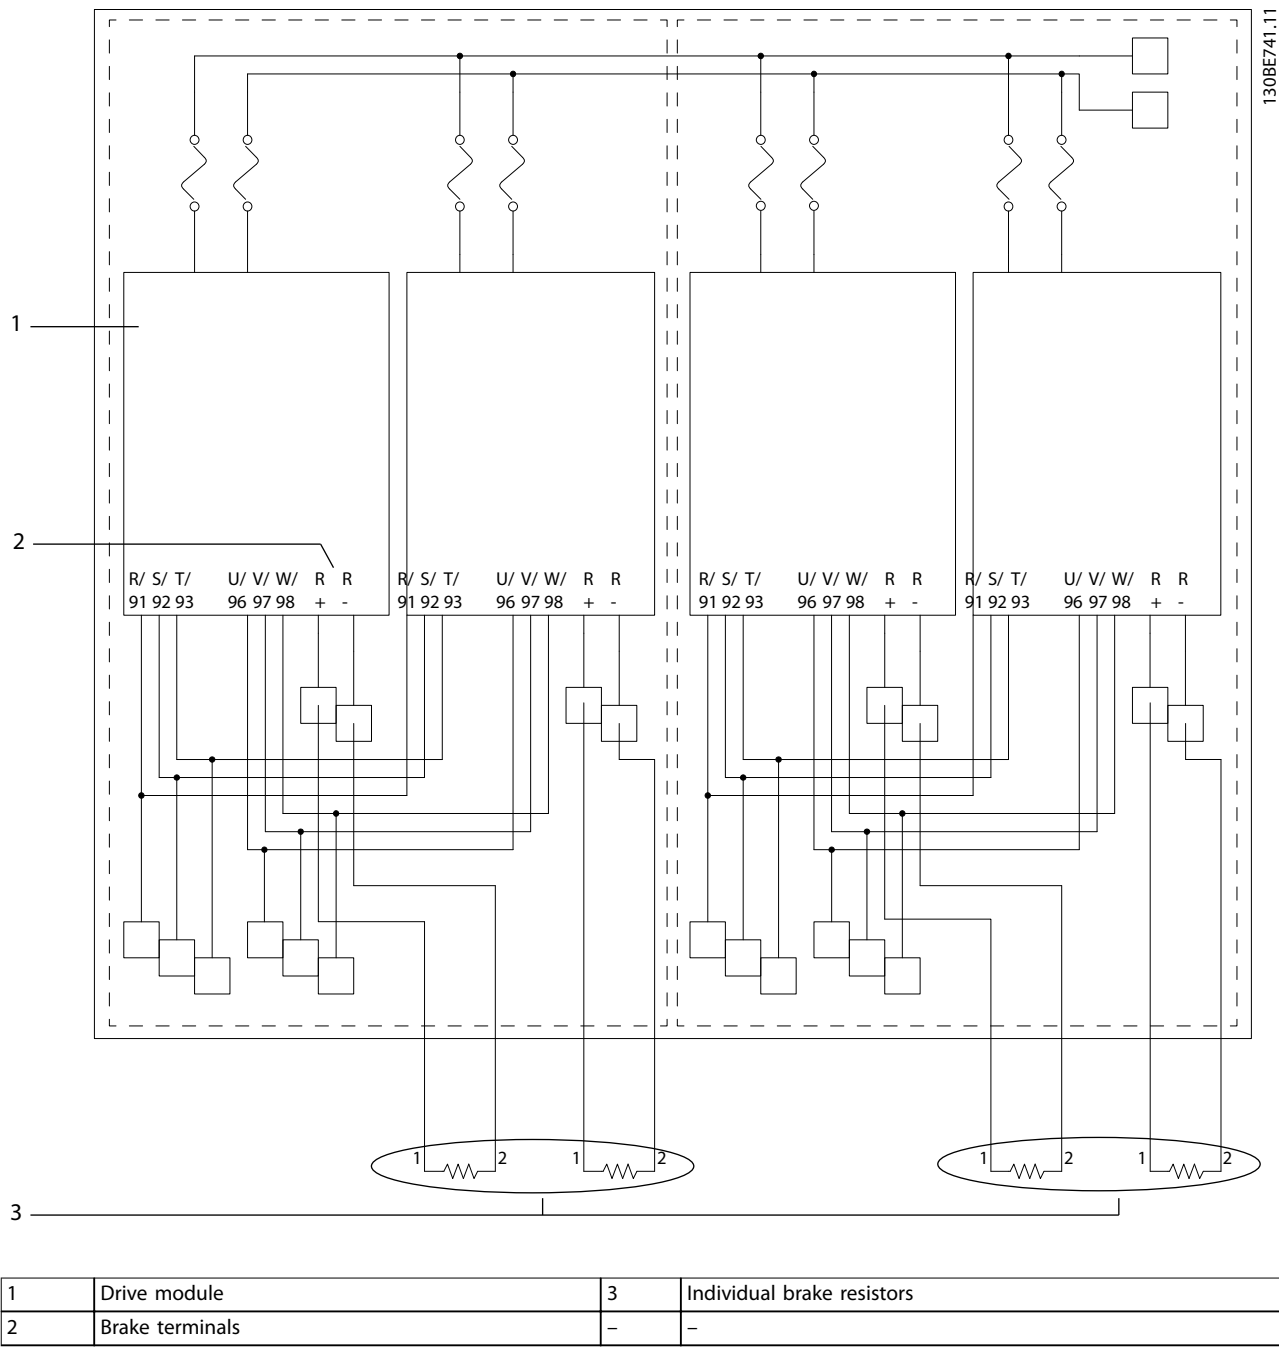 130BE741.11
1
2
R/ S/ T/ U/ V/ W/ R R R/ S/ T/ U/ V/ W/ R R R/ S/ T/ U/ V/ W/ R R R/ S/ T/ U/ V/ W/ R R
91 92 93 96 97 98 + - 91 92 93 96 97 98 + - 91 92 93 96 97 98 + - 91 92 93 96 97 98 + -
1 2 1 2 1 2 1 2
3
1 Drive module 3 Individual brake resistors
2 Brake terminals – –